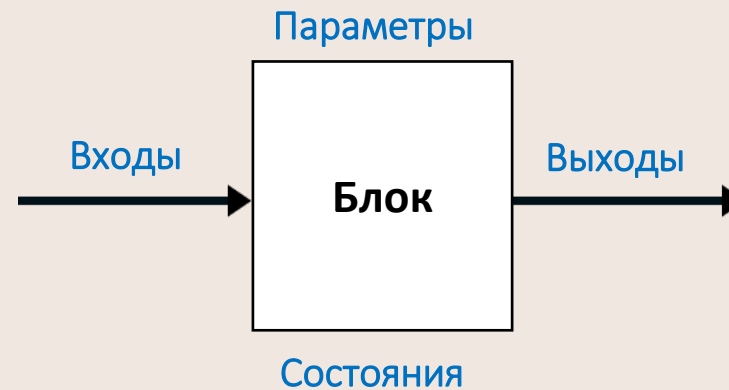 Параметры
Входы
Блок
Выходы
Состояния